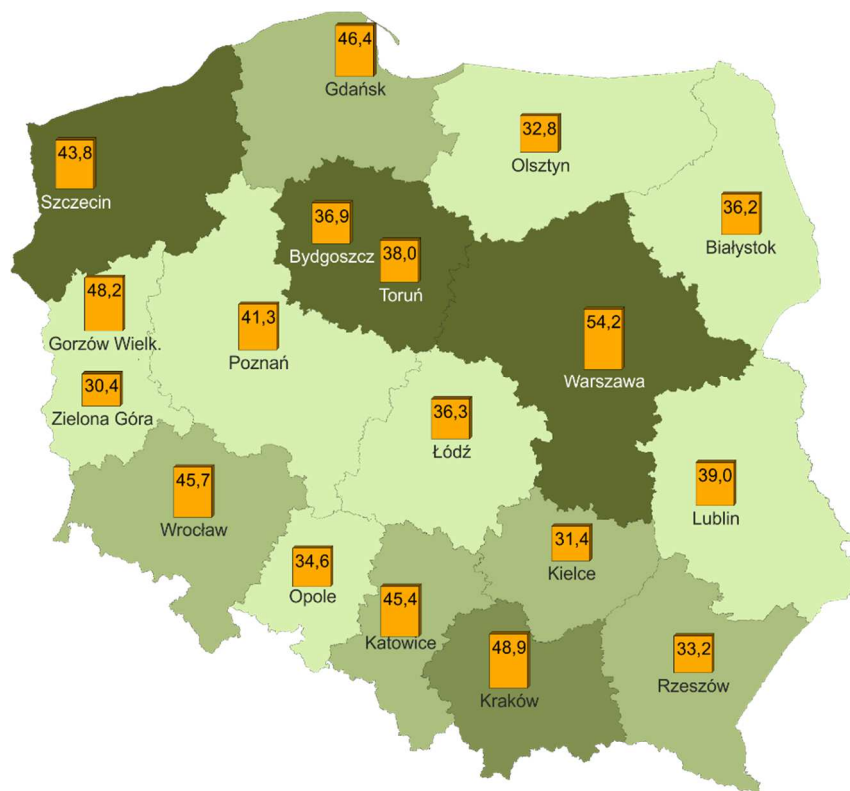 46,4
Gdańsk
32,8
Olsztyn
43,8
Szczecin
36,9
Bydgoszcz
38,0
Toruń
36,2
Białystok
48,2
Gorzów Wielk.
41,3
Poznań
54,2
Warszawa
30,4
Zielona Góra
36,3
Łódź
45,7
Wrocław
39,0
Lublin
31,4
Kielce
34,6
Opole
45,4
Katowice
48,9
Kraków
33,2
Rzeszów